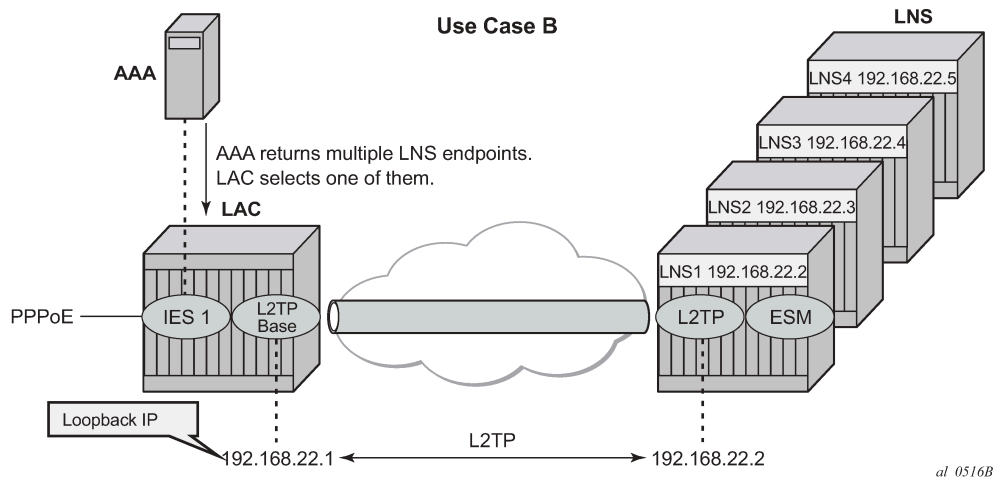 Use Case B
LNS
AAA
LNS4 192.168.22.5
LNS3 192.168.22.4
AAA returns multiple LNS endpoints.
LAC selects one of them.
LAC
LNS2 192.168.22.3
LNS1 192.168.22.2
PPPoE
IES 1
L2TP
Base
L2TP
ESM
Loopback IP
192.168.22.1
L2TP
192.168.22.2
al_0516B